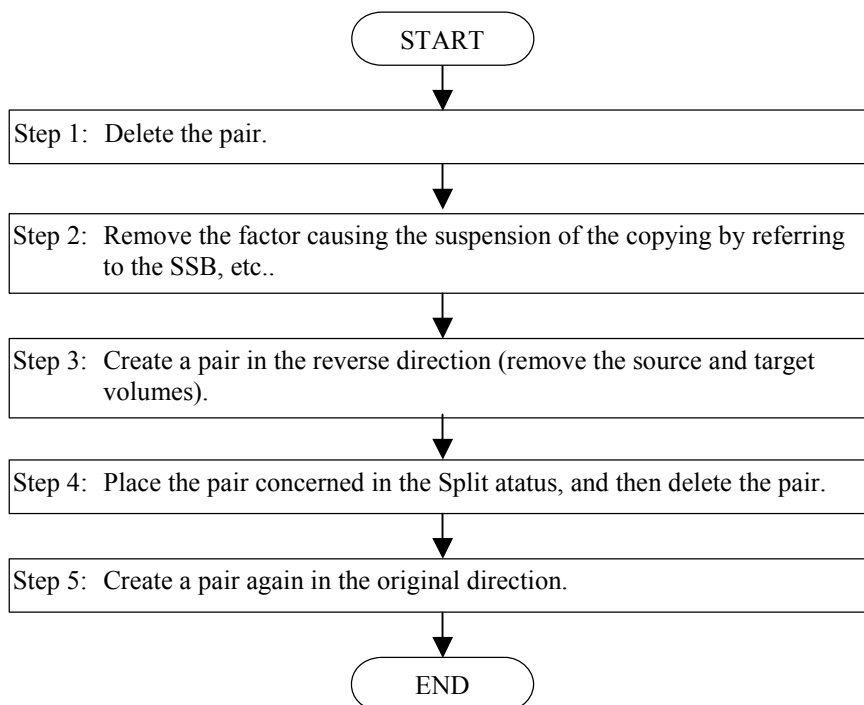 START
Step 1: Delete the pair.
Step 2: Remove the factor causing the suspension of the copying by referring
to the SSB, etc..
Step 3: Create a pair in the reverse direction (remove the source and target
volumes).
Step 4: Place the pair concerned in the Split atatus, and then delete the pair.
Step 5: Create a pair again in the original direction.
END